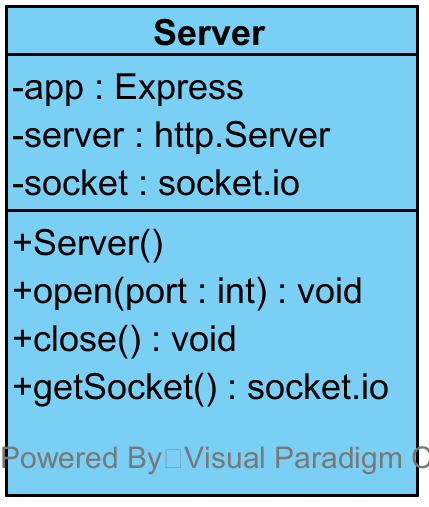 Server
-app : Express
-server : http.Server
-socket : socket.io
+Server()
+open(port : int) : void
+close() : void
+getSocket() : socket.io
Powered By Visual Paradigm C